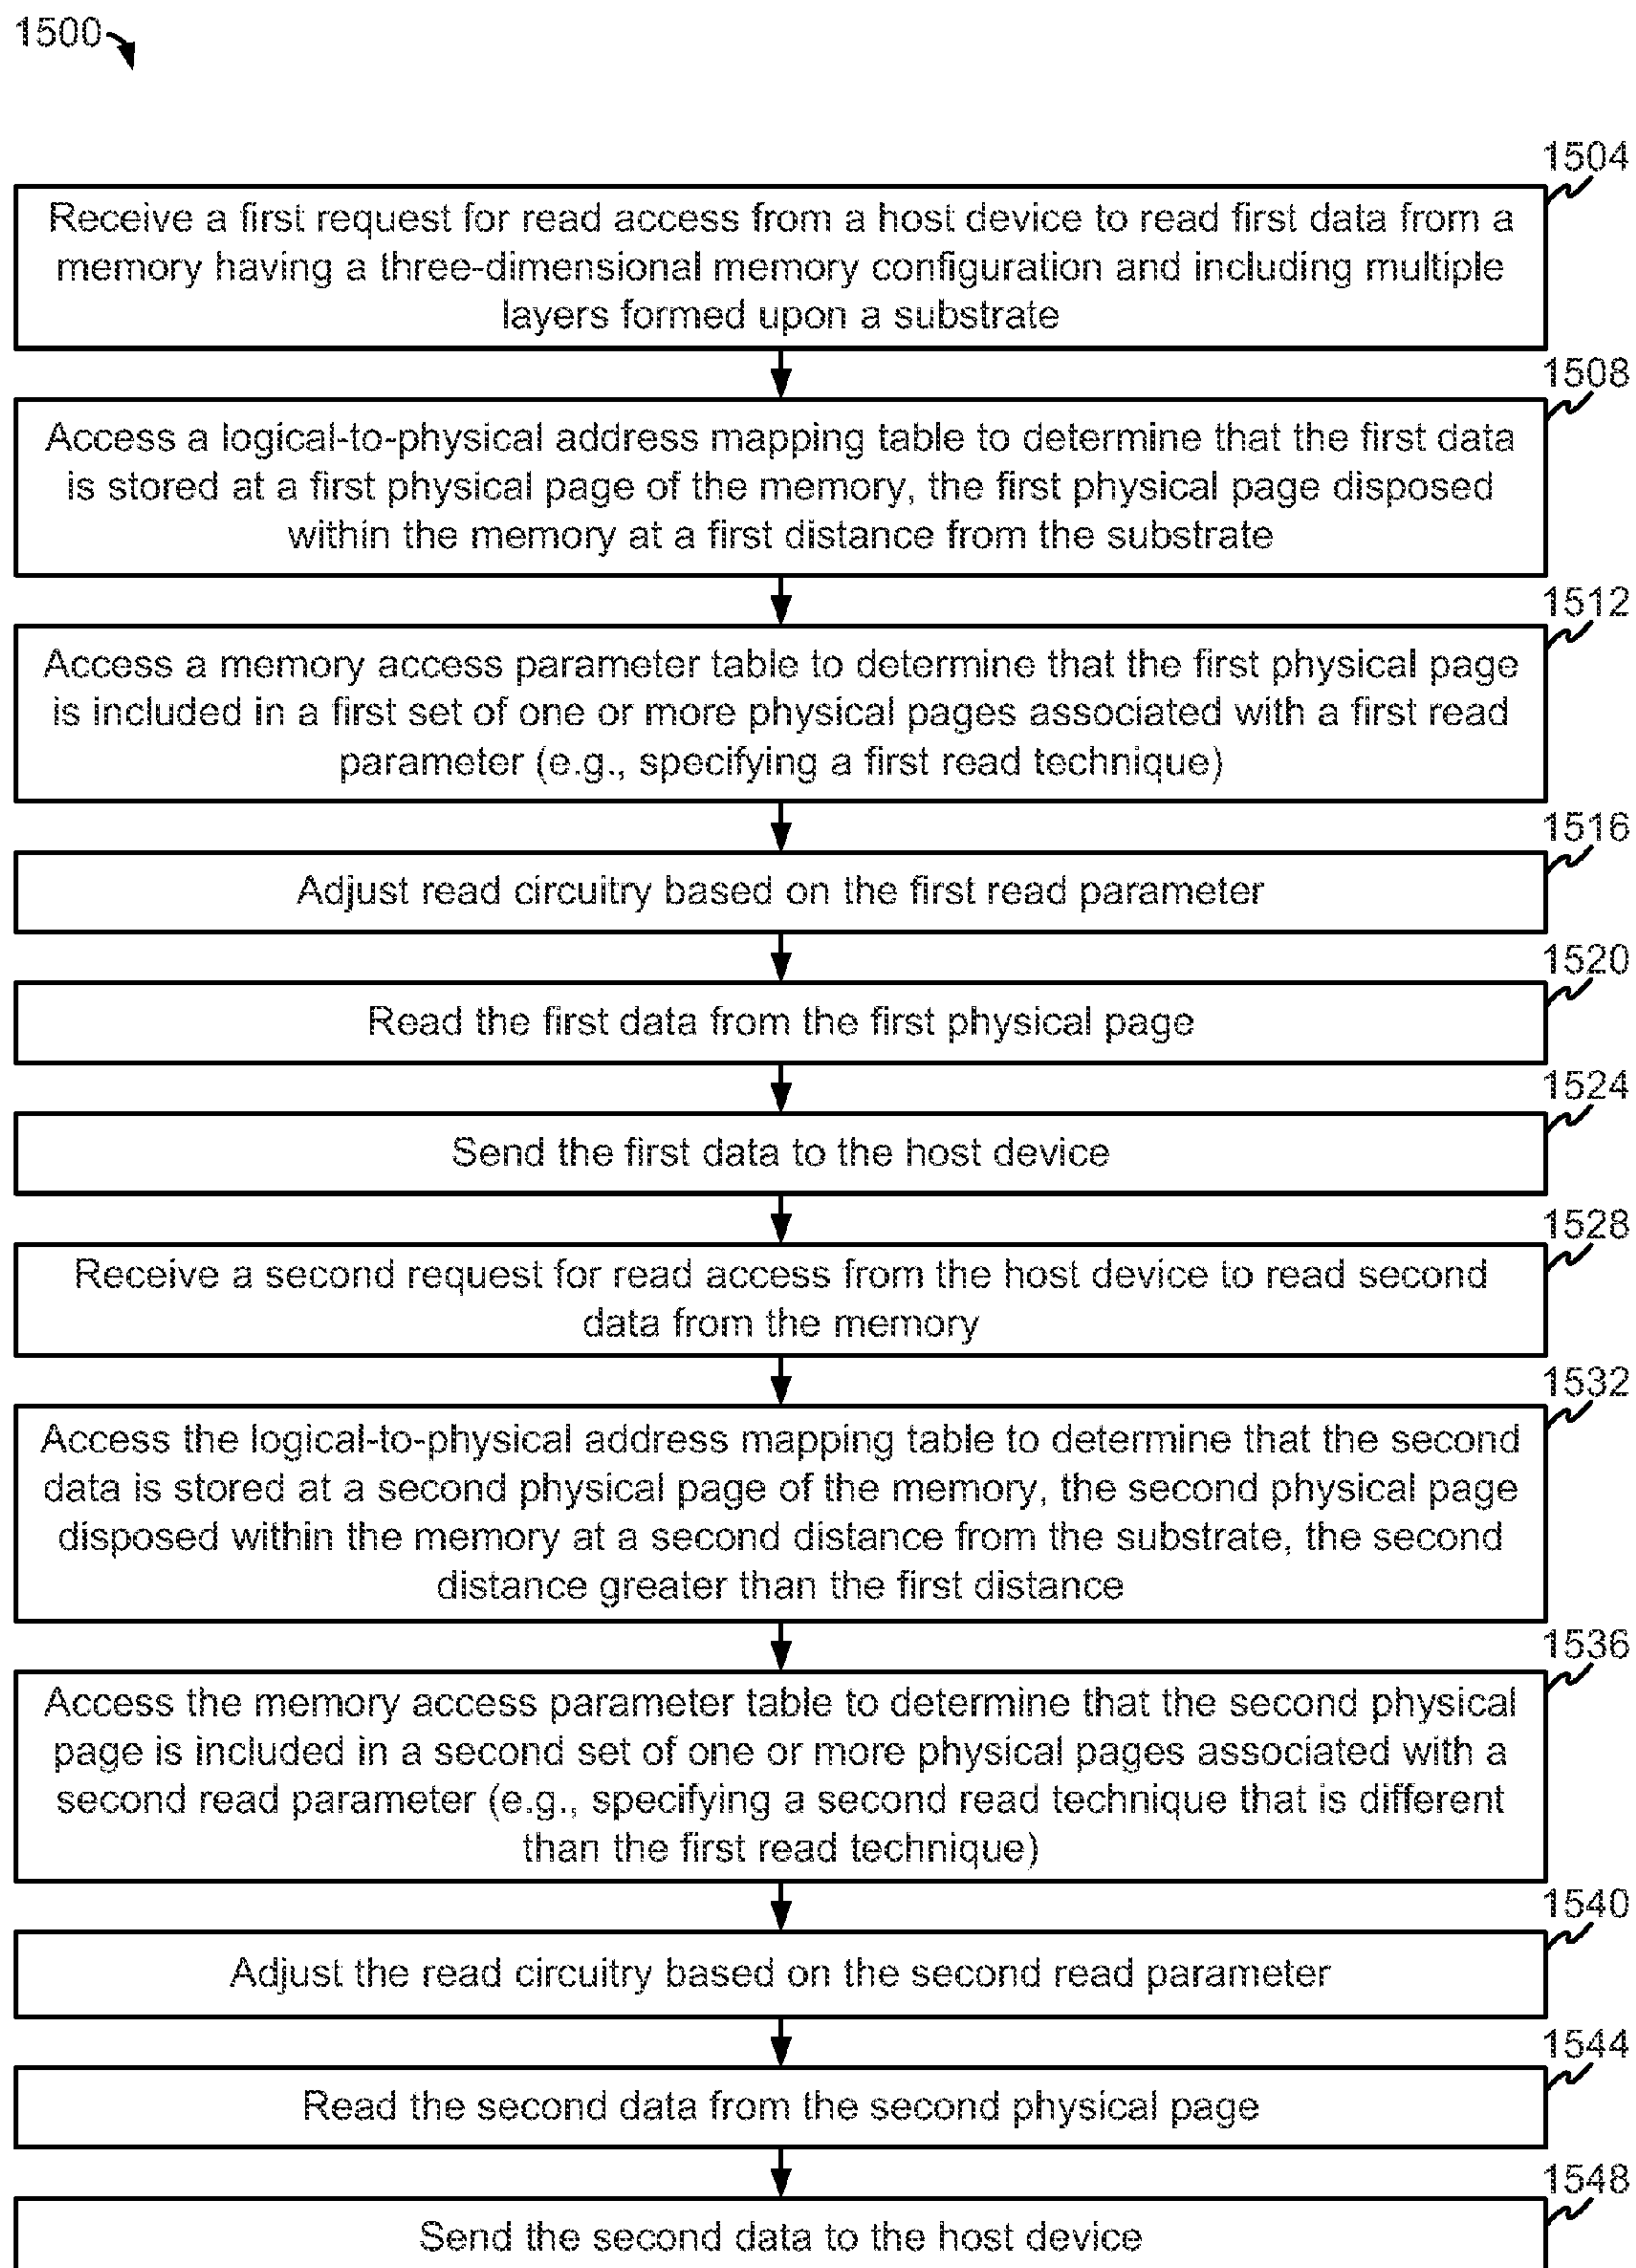 1500
1504
Receive a first request for read access from a host device to read first data from a
memory having a three-dimensional memory configuration and including multiple
layers formed upon a substrate
1508
Access a logical-to-physical address mapping table to determine that the first data
is stored at a first physical page of the memory, the first physical page disposed
within the memory at a first distance from the substrate
1512
Access a memory access parameter table to determine that the first physical page
is included in a first set of one or more physical pages associated with a first read
parameter (e.g., specifying a first read technique)
1516
Adjust read circuitry based on the first read parameter
1520
Read the first data from the first physical page
1524
Send the first data to the host device
1528
Receive a second request for read access from the host device to read second
data from the memory
1532
Access the logical-to-physical address mapping table to determine that the second
data is stored at a second physical page of the memory, the second physical page
disposed within the memory at a second distance from the substrate, the second
distance greater than the first distance
1536
Access the memory access parameter table to determine that the second physical
page is included in a second set of one or more physical pages associated with a
second read parameter (e.g., specifying a second read technique that is different
than the first read technique)
1540
Adjust the read circuitry based on the second read parameter
1544
Read the second data from the second physical page
1548
Send the second data to the host device